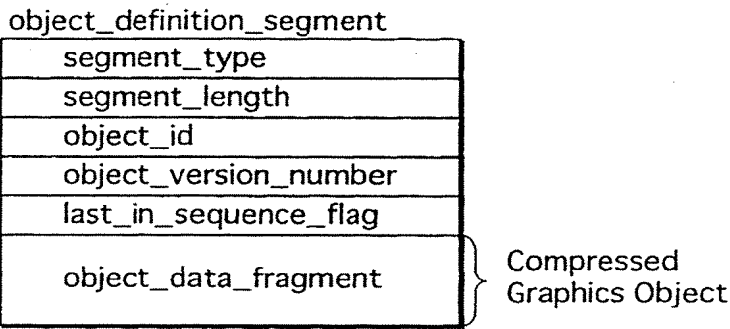 object_definition_segment
segment_type
segment_length
object_id
object_version_number
last_in_sequence_flag
object_data_fragment
Compressed
Graphics Object